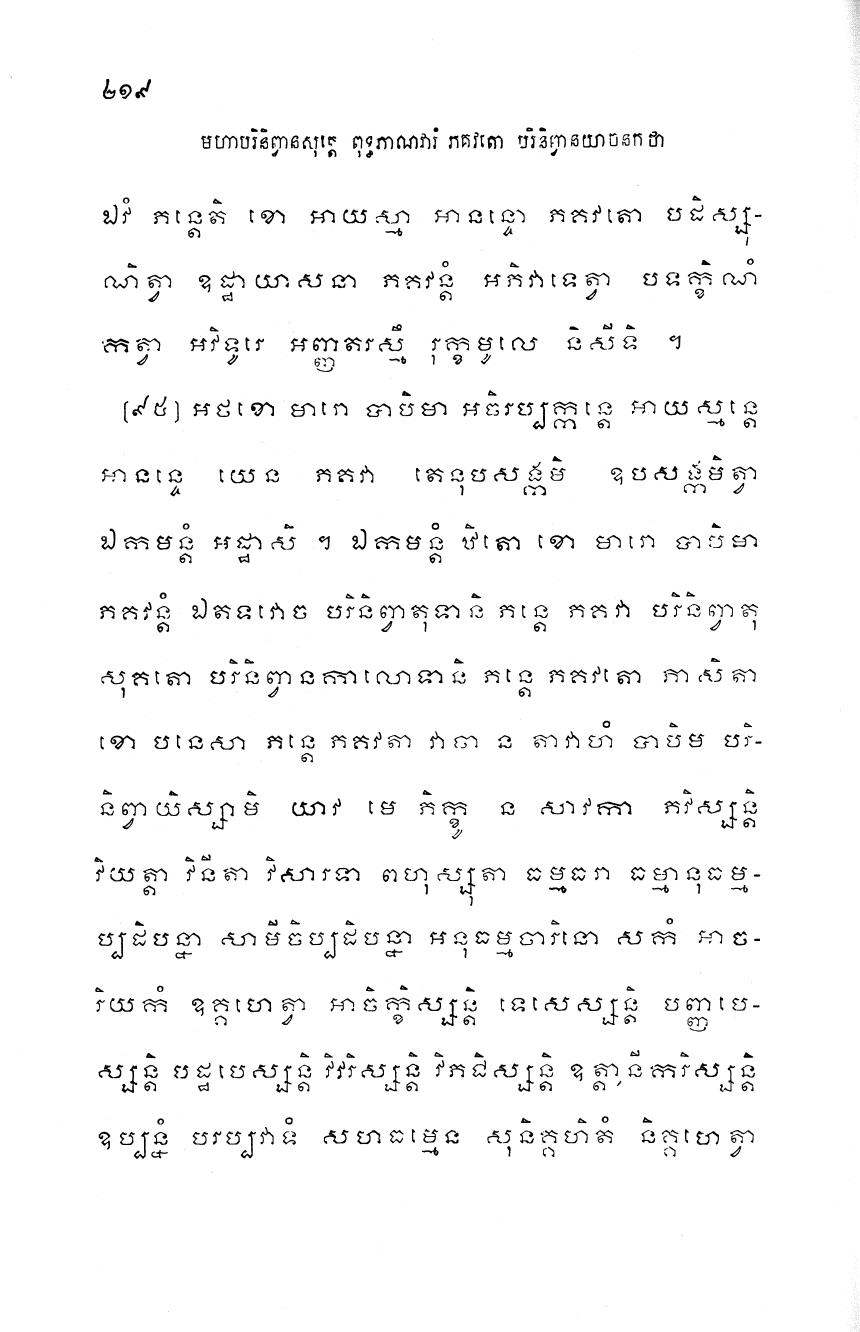 ២១៩
មហាបរិនិព្វានសុត្តេ ពុទ្ធភាណវារំ ភគវតោ បរិនិព្វានយាចនកថា
ឯវំ ភន្តេតិ ខោ អាយស្មា អានន្ទោ ភគវតោ បដិស្សុ-
ណិត្វា ឧដ្ឋាយាសនា ភគវន្តំ អភិវាទេត្វា បទក្ខិណំ
កត្វា អវិទូរេ អញ្ញតរស្មឹ រុក្ខមូលេ និសីទិ ។
[៩៥] អថខោ មារោ បាបិមា អចិរប្បក្កន្តេ អាយស្មន្តេ
អានន្ទេ យេន ភគវា តេនុបសង្កមិ ឧបសង្កមិត្វា
ឯកមន្តំ អដ្ឋាសិ ។ ឯកមន្តំ ឋិតោ ខោ មារោ បាបិមា
ភគវន្តំ ឯតទវោច បរិនិព្វាតុទានិ ភន្តេ ភគវា បរិនិព្វាតុ
សុគតោ បរិនិព្វានកាលោទានិ ភន្តេ ភគវតោ ភាសិតា
ខោ បនេសា ភន្តេ ភគវតា វាចា ន តាវាហំ បាបិម បរិ-
និព្វាយិស្សាមិ យាវ មេ ភិក្ខូ ន សាវកា ភវិស្សន្តិ
វិយត្តា វិនីតា វិសារទា ពហុស្សុតា ធម្មធរា ធម្មានុធម្ម-
ប្បដិបន្នា សាមីចិប្បដិបន្នា អនុធម្មចារិនោ សកំ អាច-
រិយកំ ឧគ្គហេត្វា អាចិក្ខិស្សន្តិ ទេសេស្សន្តិ បញ្ញាបេ-
ស្សន្តិ បដ្ឋបេស្សន្តិ វិវរិស្សន្តិ វិភជិស្សន្តិ ឧត្តានីករិស្សន្តិ
ឧប្បន្នំ បរប្បវាទំ សហធម្មេន សុនិគ្គហិតំ និគ្គហេត្វា